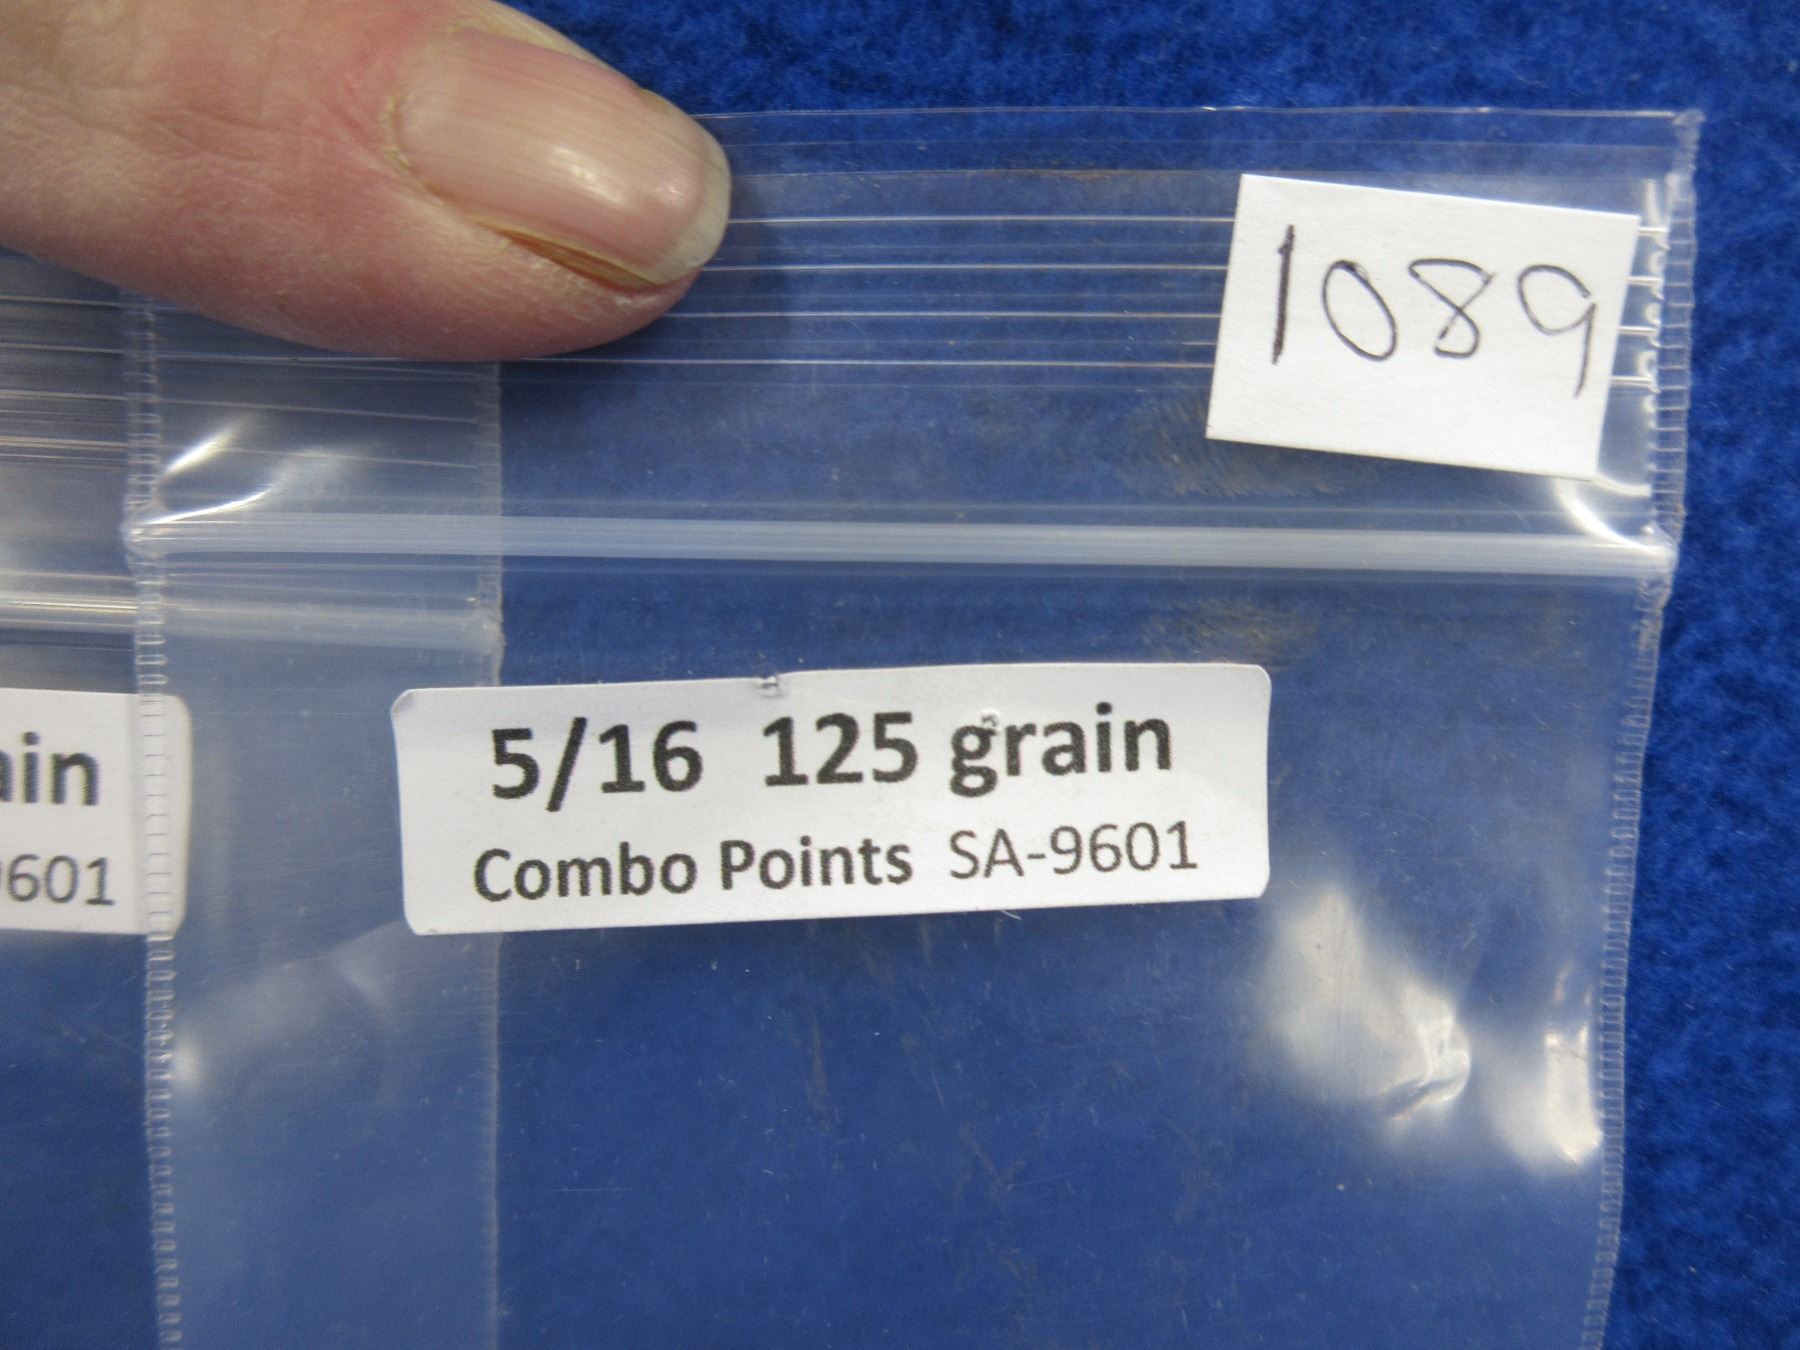 1089
5/16 125 grain
Combo Points SA-9601
ain
9601